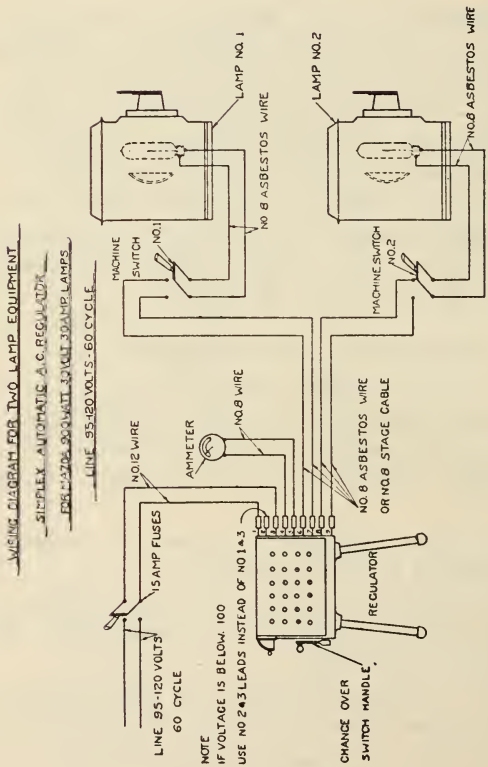 WIRING DIAGRAM FOR TWO LAMP EQUIPMENT
SIMPLEX AUTOMATIC A.C. REGULATOR
FOR MAZDA 900 WATT 30 VOLT 30 AMP. LAMPS
LINE 95-120 VOLTS - 60 CYCLE
LAMP NO. 1
MACHINE
SWITCH
NO.1
NO 8 ASBESTOS WIRE
LAMP NO.2
MACHINE SWITCH
NO.2
NO.8 ASBESTOS WIRE
NO.12 WIRE
15 AMP FUSES
AMMETER
NO.8 WIRE
LINE 95-120 VOLTS
60 CYCLE
NO. 8 ASBESTOS WIRE
OR NO.8 STAGE CABLE
NOTE
IF VOLTAGE IS BELOW. 100
USE NO 2 & 3 LEADS INSTEAD OF NO 1 & 3
REGULATOR
CHANGE OVER
SWITCH HANDLE.